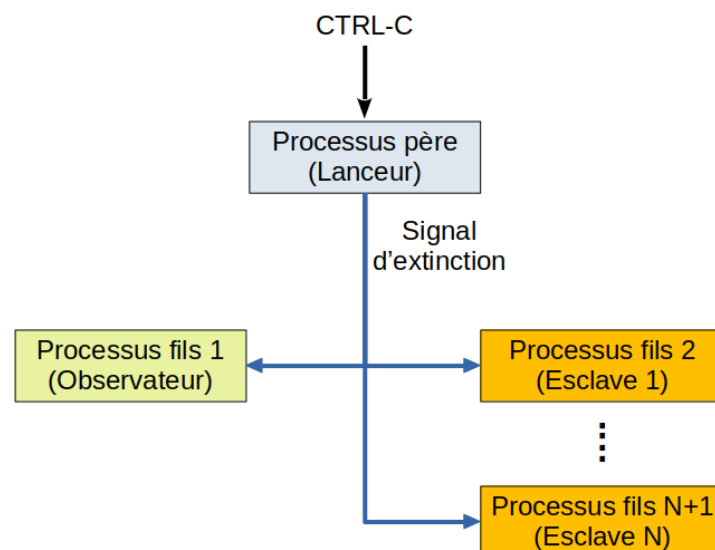 CTRL-C
Processus père
(Lanceur)
Signal
d'extinction
Processus fils 1
(Observateur)
Processus fils 2
(Esclave 1)
Processus fils N+1
(Esclave N)